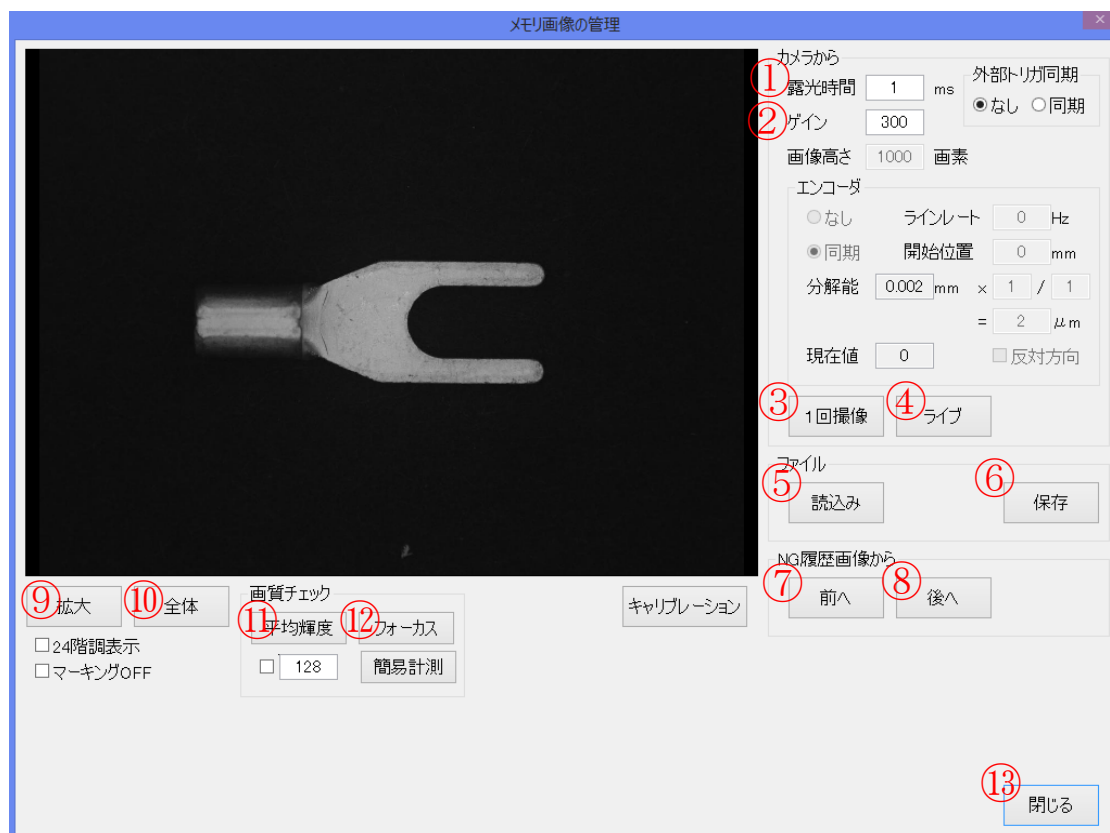 メモリ画像の管理
×
カメラから
① 露光時間 1 ms
外部トリガ同期
なし 同期
② ゲイン 300
画像高さ 1000 画素
エンコーダ
なし ラインレート 0 Hz
同期 開始位置 0 mm
分解能 0.002 mm × 1 / 1
= 2 μm
現在値 0 反対方向
③ 1回撮像 ④ ライブ
ファイル
⑤ 読込み ⑥ 保存
NG履歴画像から
⑦ 前へ ⑧ 後へ
⑨ 拡大 ⑩ 全体
画質チェック
⑪ 平均輝度 ⑫ フォーカス
128 簡易計測
キャリブレーション
24階調表示
マーキングOFF
⑬ 閉じる